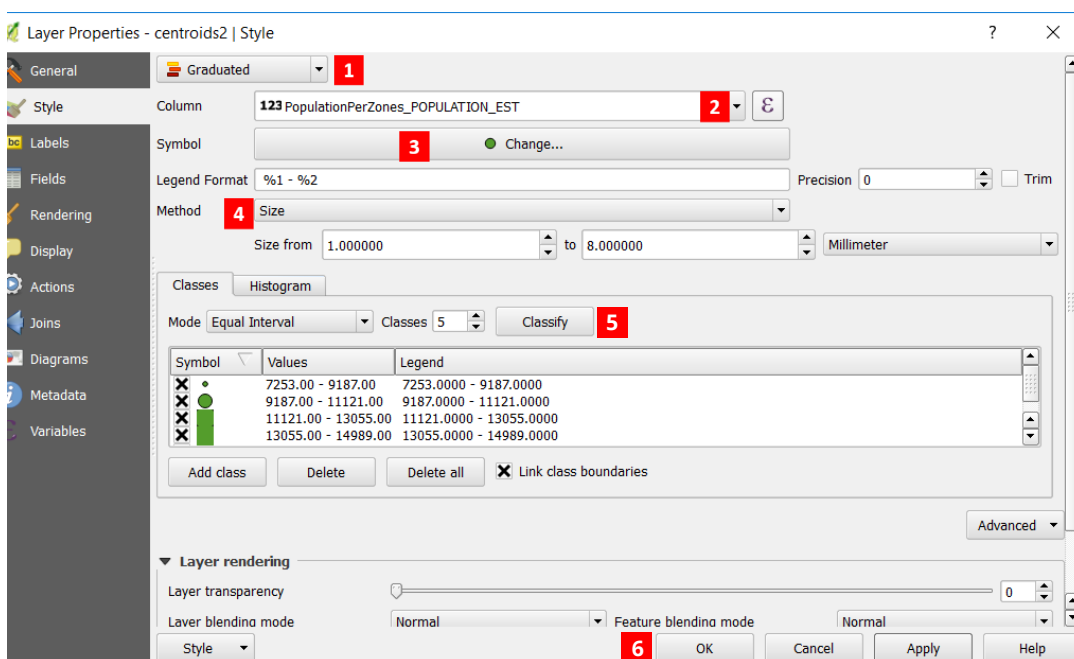 Layer Properties - centroids2 | Style ?
General
Graduated 1
Style
Column 123 PopulationPerZones_POPULATION_EST 2 ε
Labels
Symbol 3 Change...
Fields
Legend Format %1 - %2 Precision 0 Trim
Rendering
Method 4 Size
Display
Size from 1.000000 to 8.000000 Millimeter
Actions
Classes Histogram
Joins
Mode Equal Interval Classes 5 Classify 5
Diagrams
Symbol Values Legend
7253.00 - 9187.00 7253.0000 - 9187.0000
Metadata
9187.00 - 11121.00 9187.0000 - 11121.0000
11121.00 - 13055.00 11121.0000 - 13055.0000
Variables
13055.00 - 14989.00 13055.0000 - 14989.0000
Add class Delete Delete all Link class boundaries
Advanced
Layer rendering
Layer transparency 0
Layer blending mode Normal Feature blending mode Normal
Style 6 OK Cancel Apply Help